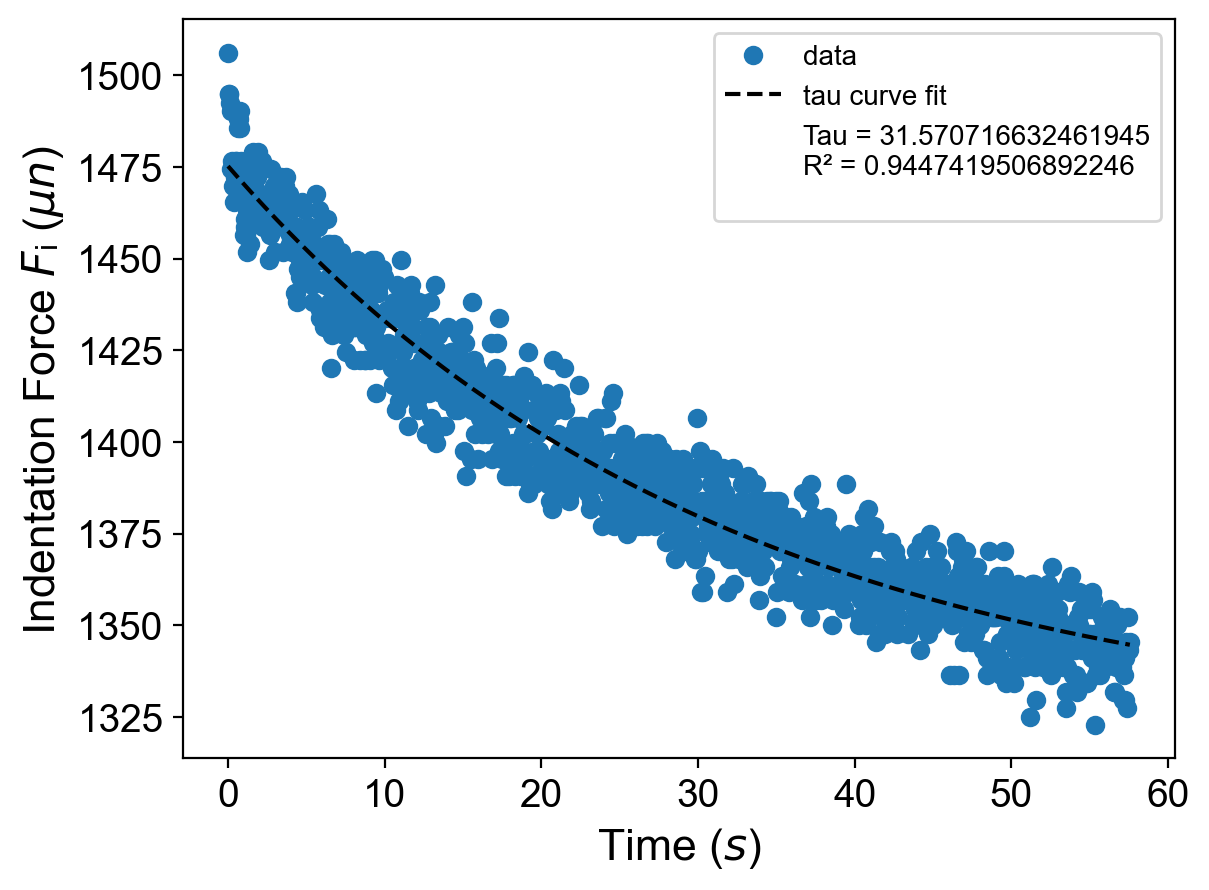 data
tau curve fit
Tau = 31.570716632461945
R² = 0.9447419506892246
Indentation Force Fᵢ (μn)
1500
1475
1450
1425
1400
1375
1350
1325
0 10 20 30 40 50 60
Time (s)